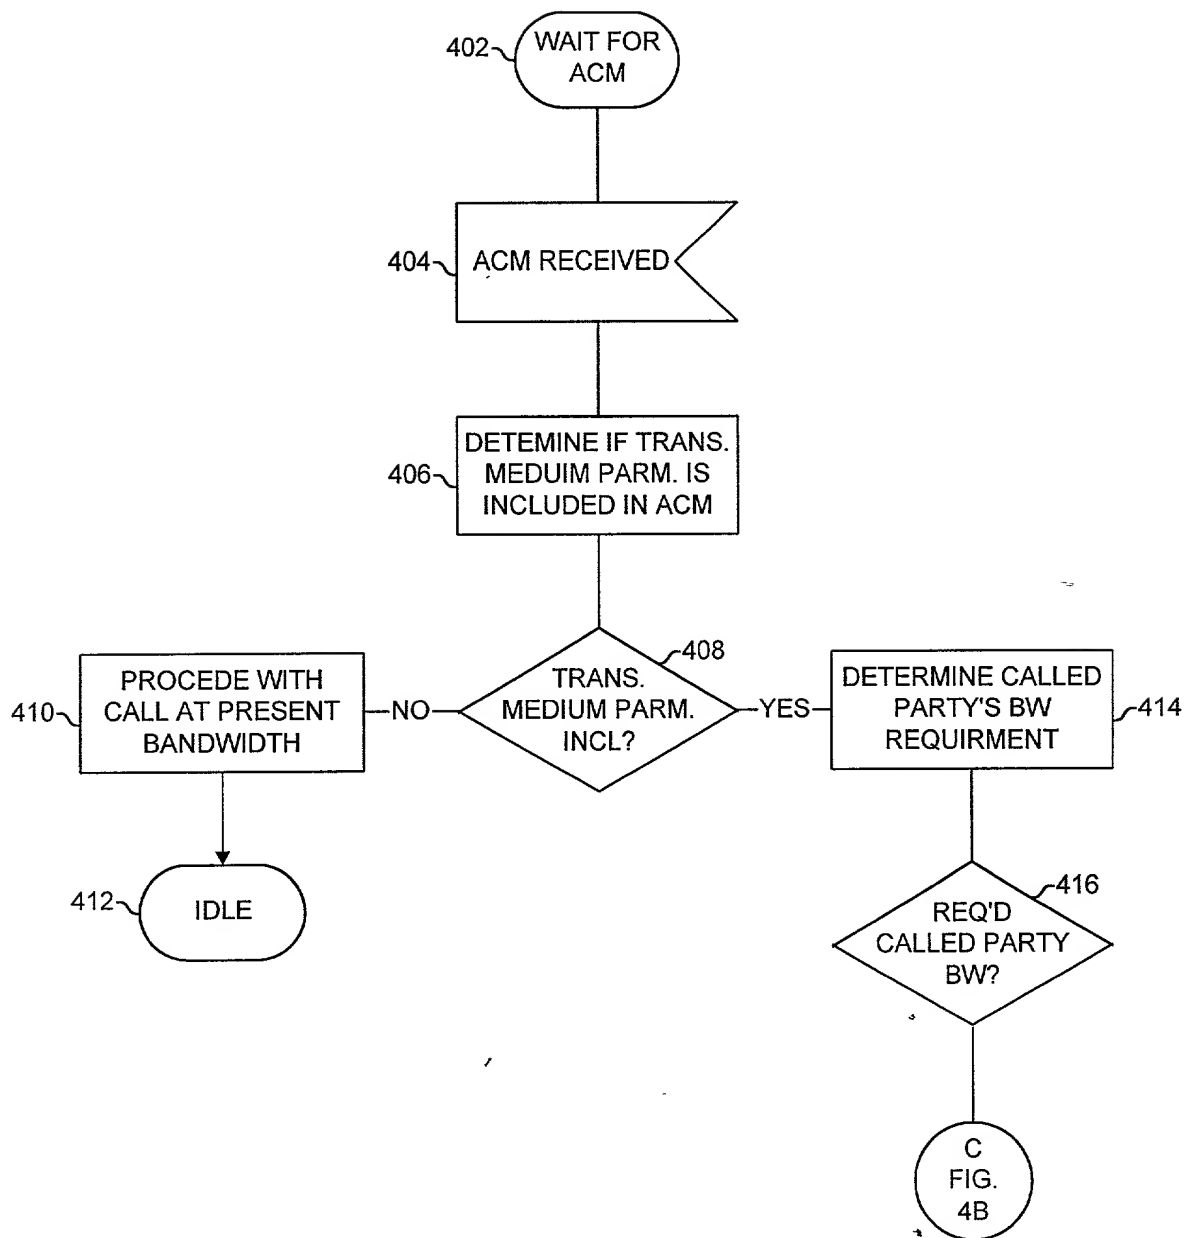 402
WAIT FOR
ACM
404
ACM RECEIVED
406
DETEMINE IF TRANS.
MEDUIM PARM. IS
INCLUDED IN ACM
408
TRANS.
MEDIUM PARM.
INCL?
NO
YES
410
PROCEDE WITH
CALL AT PRESENT
BANDWIDTH
412
IDLE
DETERMINE CALLED
PARTY'S BW
REQUIRMENT
414
416
REQ'D
CALLED PARTY
BW?
C
FIG.
4B